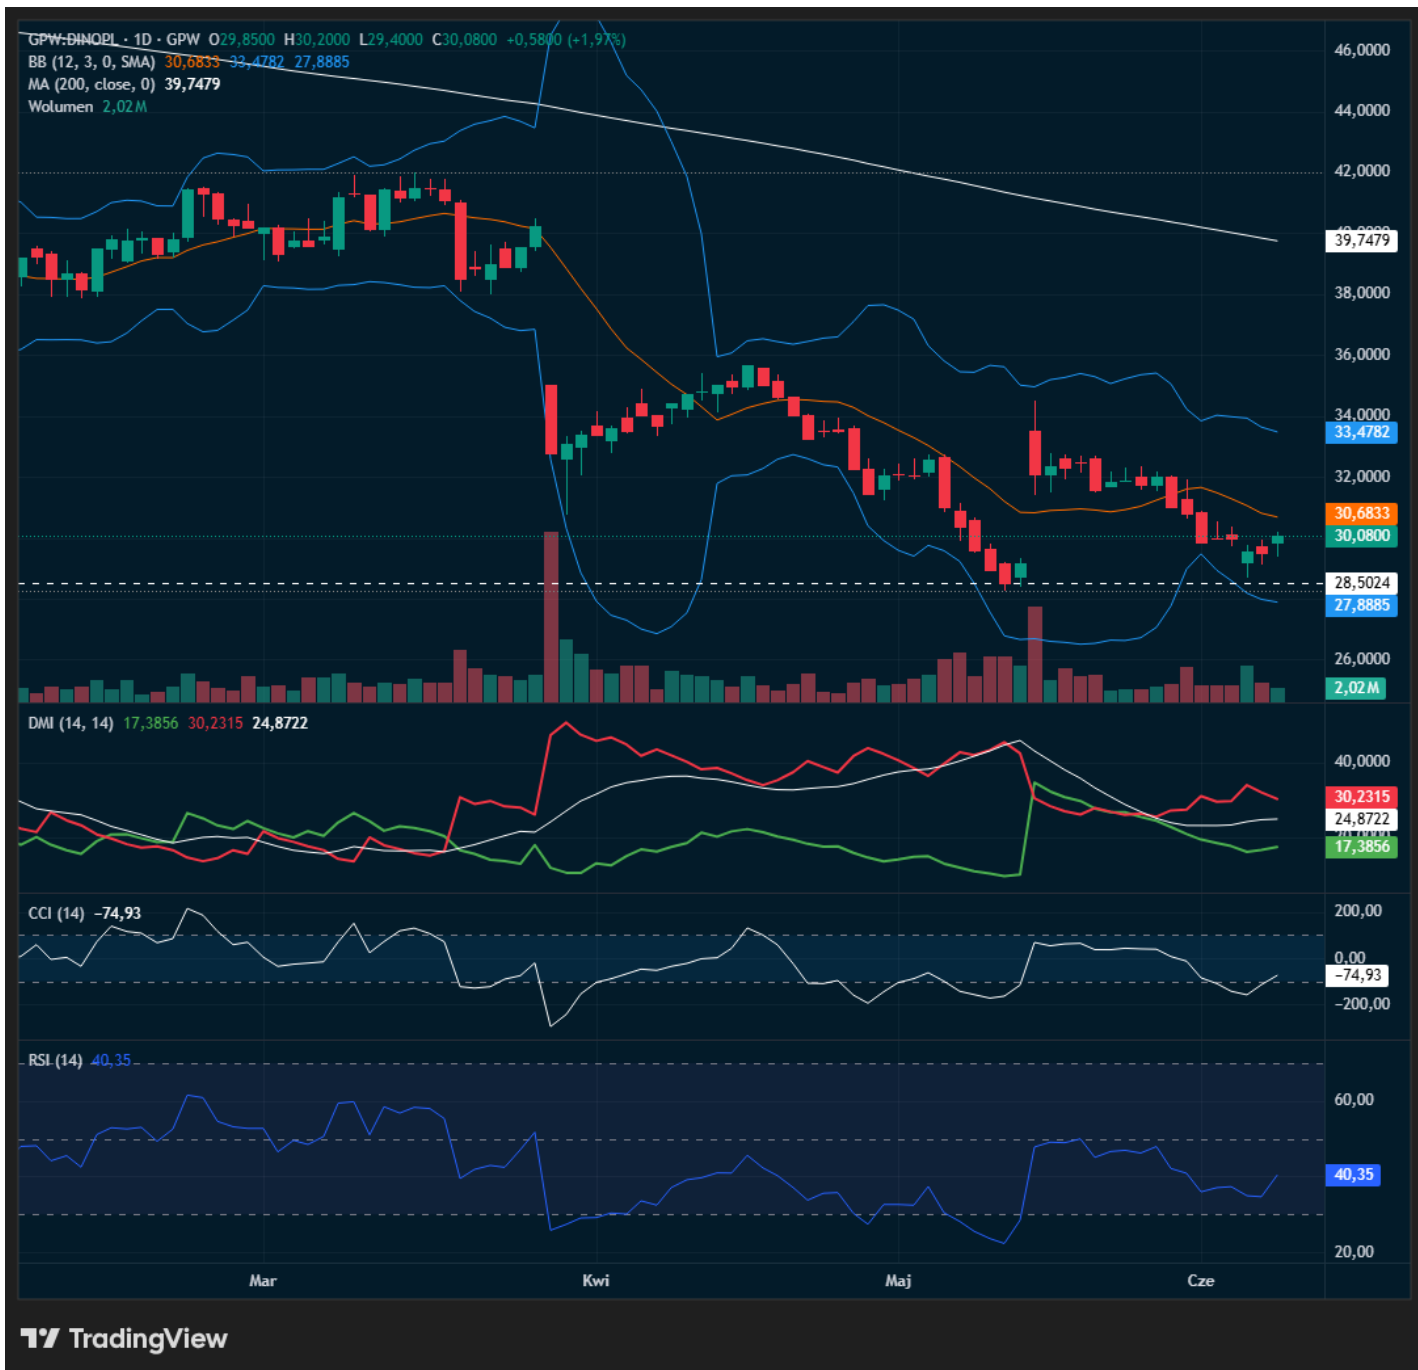 GPW:DINOPL · 1D · GPW O29,8500 H30,2000 L29,4000 C30,0800 +0,5800 (+1,97%)
BB (12, 3, 0, SMA) 30,6833 33,4782 27,8885
MA (200, close, 0) 39,7479
Wolumen 2,02M
46,0000
44,0000
42,0000
39,7479
38,0000
36,0000
34,0000
33,4782
32,0000
30,6833
30,0800
28,5024
27,8885
26,0000
2,02M
DMI (14, 14) 17,3856 30,2315 24,8722
40,0000
30,2315
24,8722
17,3856
CCI (14) −74,93
200,00
0,00
−74,93
−200,00
RSI (14) 40,35
60,00
40,35
20,00
Mar Kwi Maj Cze
TradingView